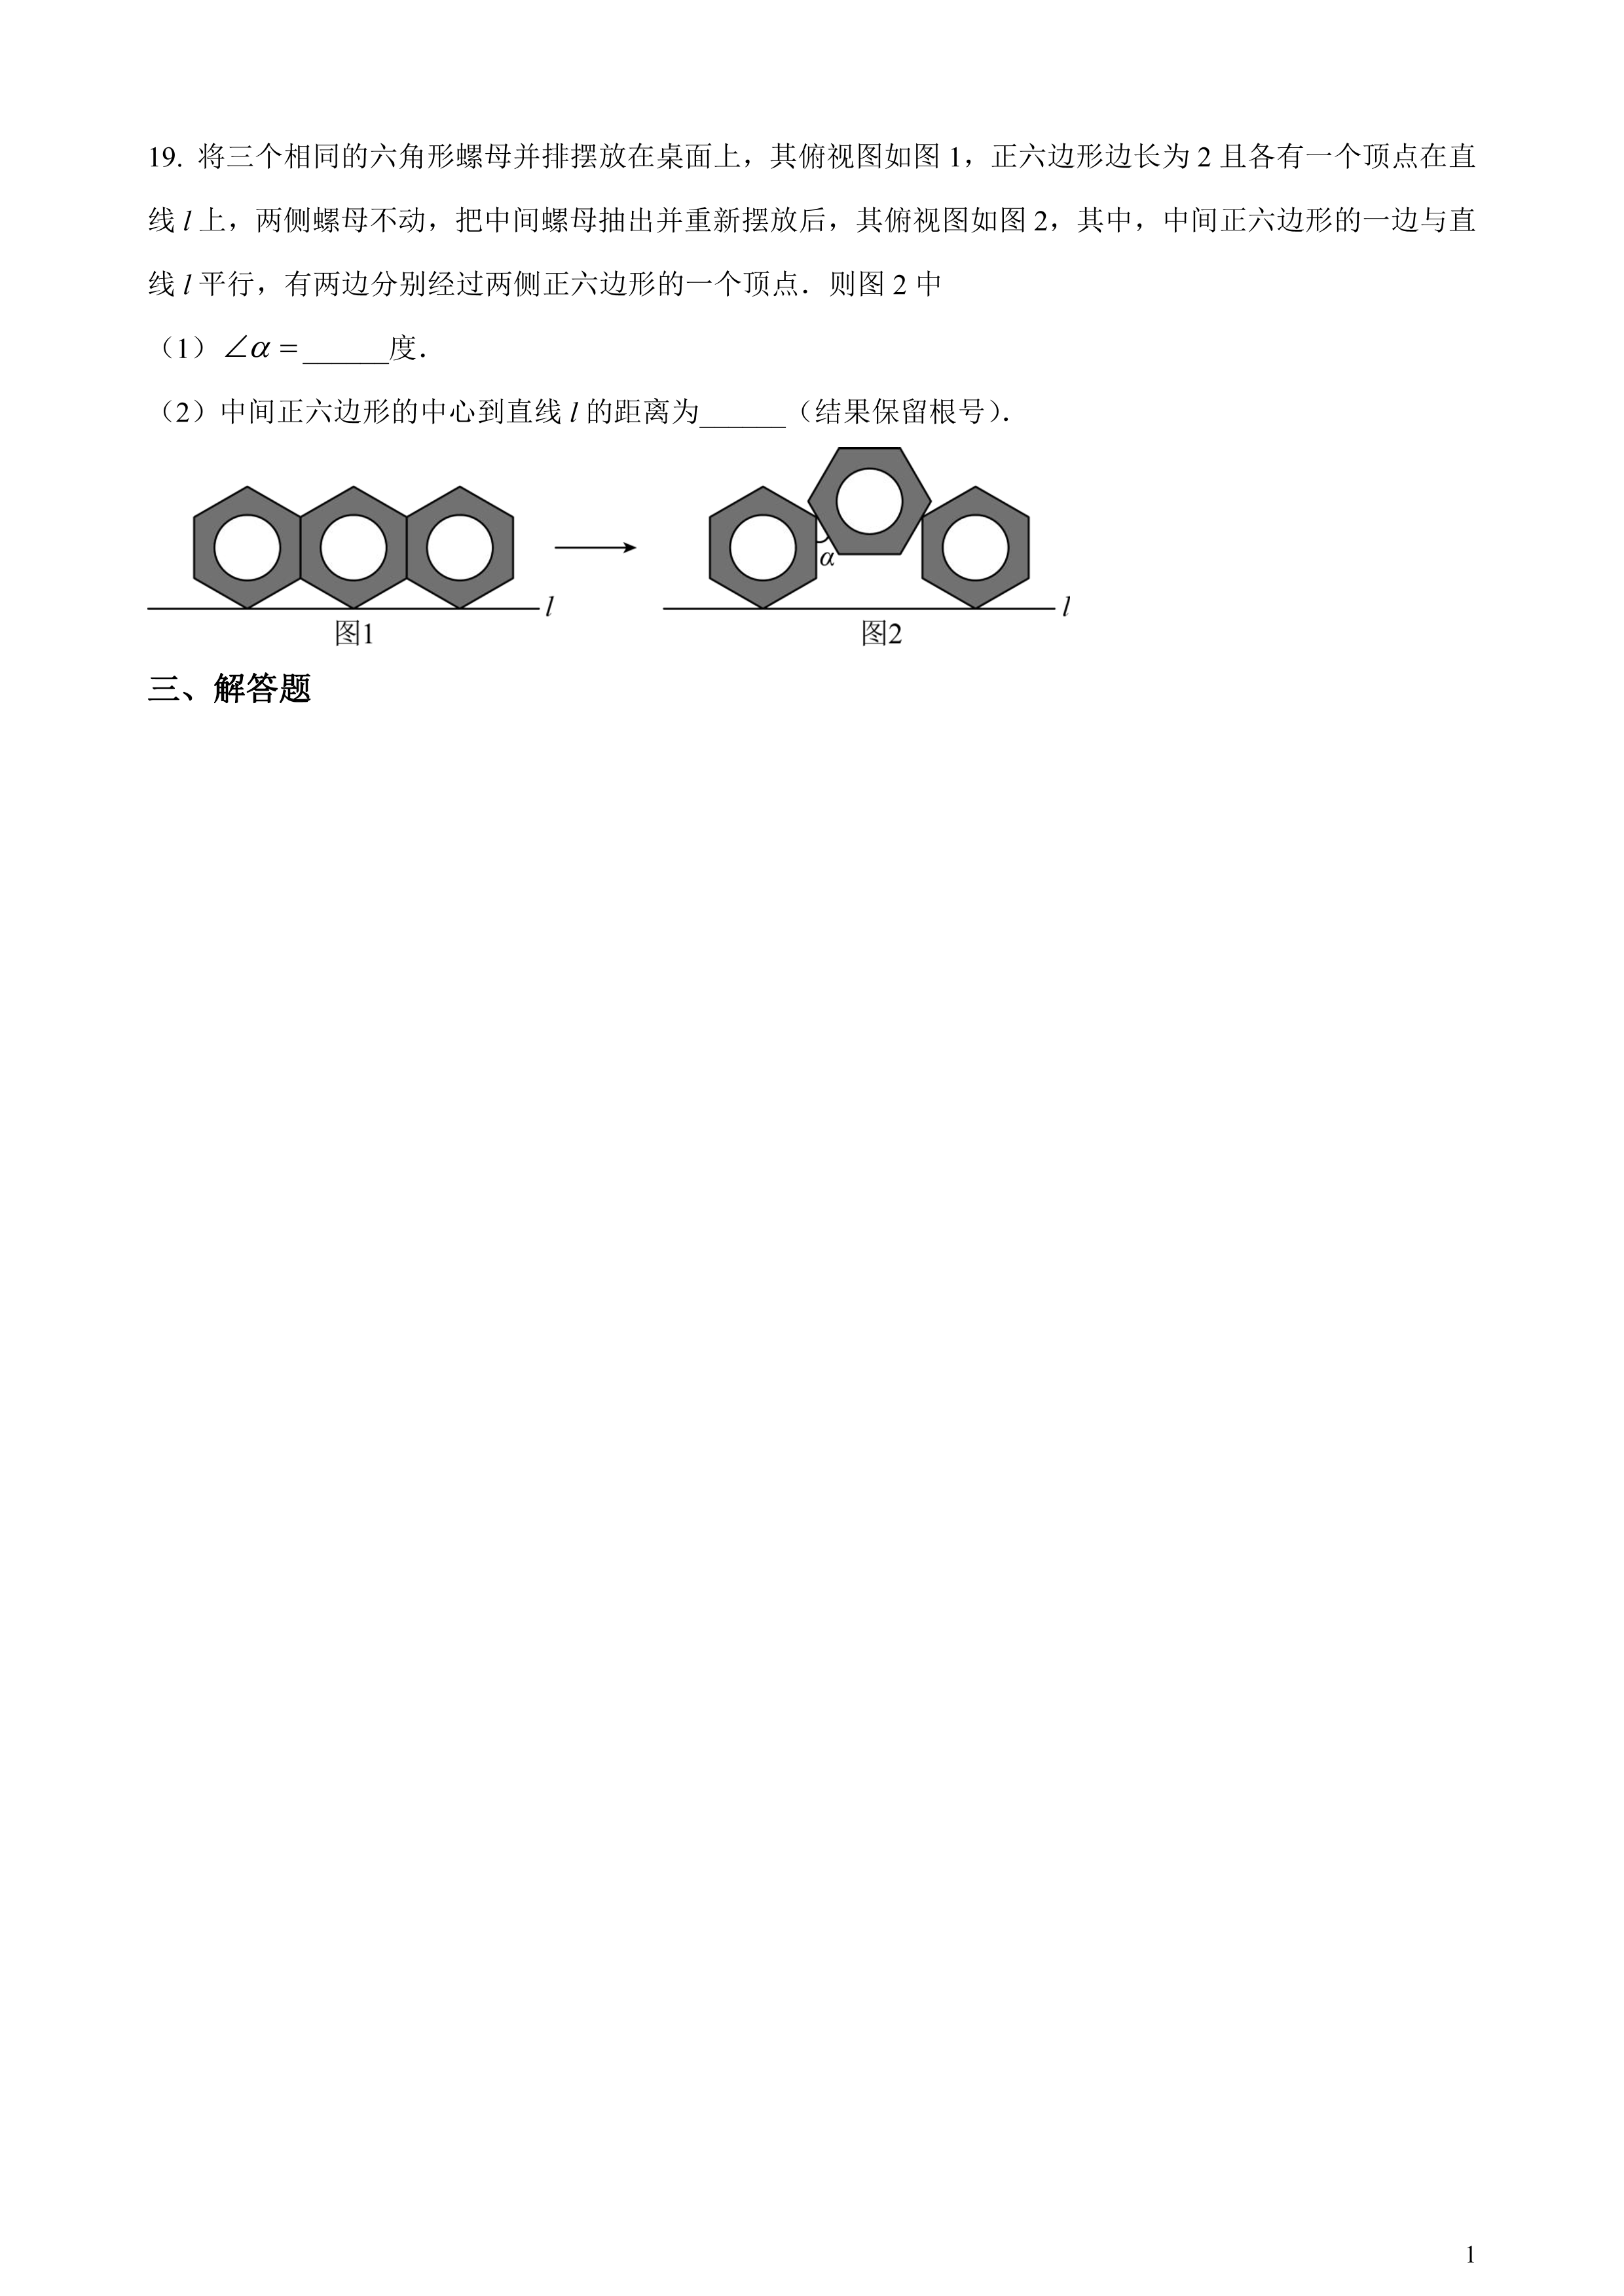 19. 将三个相同的六角形螺母并排摆放在桌面上，其俯视图如图 1，正六边形边长为 2 且各有一个顶点在直
线 l 上，两侧螺母不动，把中间螺母抽出并重新摆放后，其俯视图如图 2，其中，中间正六边形的一边与直
线 l 平行，有两边分别经过两侧正六边形的一个顶点．则图 2 中
（1）∠α = ______度．
（2）中间正六边形的中心到直线 l 的距离为______（结果保留根号）．
α
l
l
图1
图2
三、解答题
1